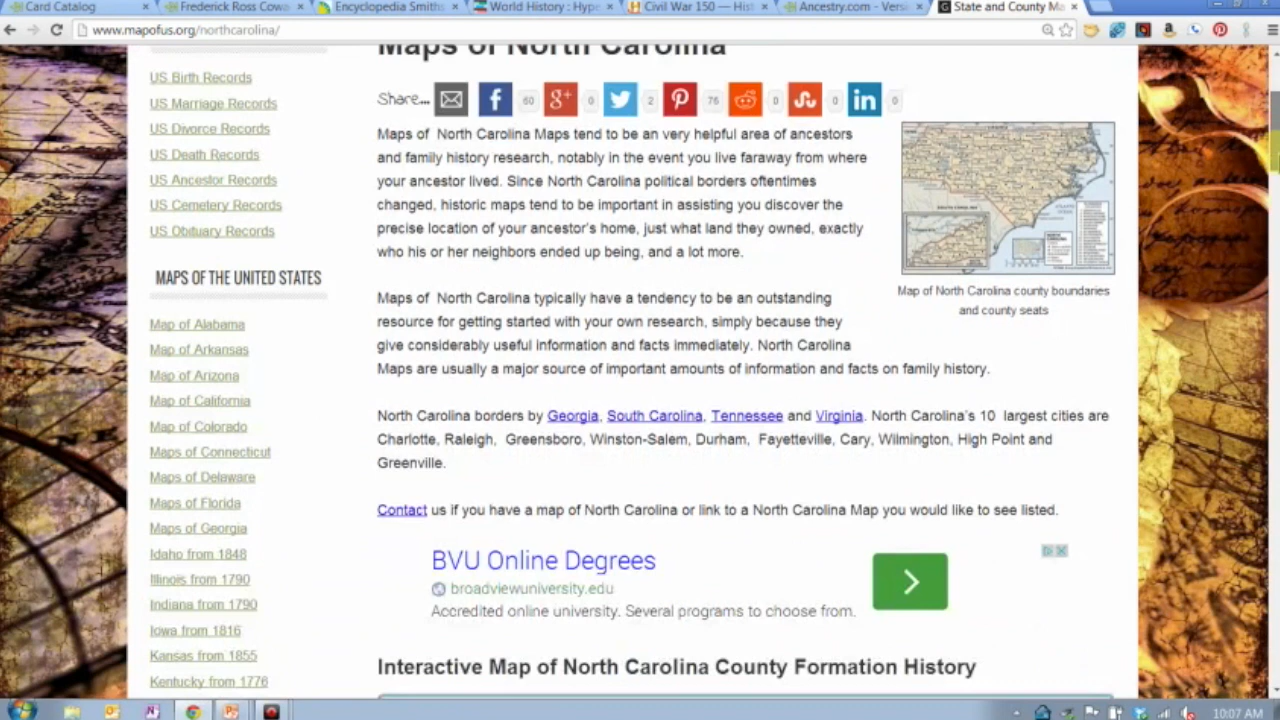 Card Catalog
Frederick Ross Cowa
Encyclopedia Smiths
World History : Hype
Civil War 150 — Hist
Ancestry.com - Versi
State and County Ma
www.mapofus.org/northcarolina/
Maps of North Carolina
US Birth Records
US Marriage Records
US Divorce Records
US Death Records
US Ancestor Records
US Cemetery Records
US Obituary Records
MAPS OF THE UNITED STATES
Map of Alabama
Map of Arkansas
Map of Arizona
Map of California
Map of Colorado
Maps of Connecticut
Maps of Delaware
Maps of Florida
Maps of Georgia
Idaho from 1848
Illinois from 1790
Indiana from 1790
Iowa from 1816
Kansas from 1855
Kentucky from 1776
Share...
60
0
2
76
0
0
0
Maps of North Carolina Maps tend to be an very helpful area of ancestors
and family history research, notably in the event you live faraway from where
your ancestor lived. Since North Carolina political borders oftentimes
changed, historic maps tend to be important in assisting you discover the
precise location of your ancestor's home, just what land they owned, exactly
who his or her neighbors ended up being, and a lot more.
Map of North Carolina county boundaries
and county seats
Maps of North Carolina typically have a tendency to be an outstanding
resource for getting started with your own research, simply because they
give considerably useful information and facts immediately. North Carolina
Maps are usually a major source of important amounts of information and facts on family history.
North Carolina borders by Georgia, South Carolina, Tennessee and Virginia. North Carolina's 10 largest cities are
Charlotte, Raleigh, Greensboro, Winston-Salem, Durham, Fayetteville, Cary, Wilmington, High Point and
Greenville.
Contact us if you have a map of North Carolina or link to a North Carolina Map you would like to see listed.
BVU Online Degrees
broadviewuniversity.edu
Accredited online university. Several programs to choose from.
Interactive Map of North Carolina County Formation History
10:07 AM